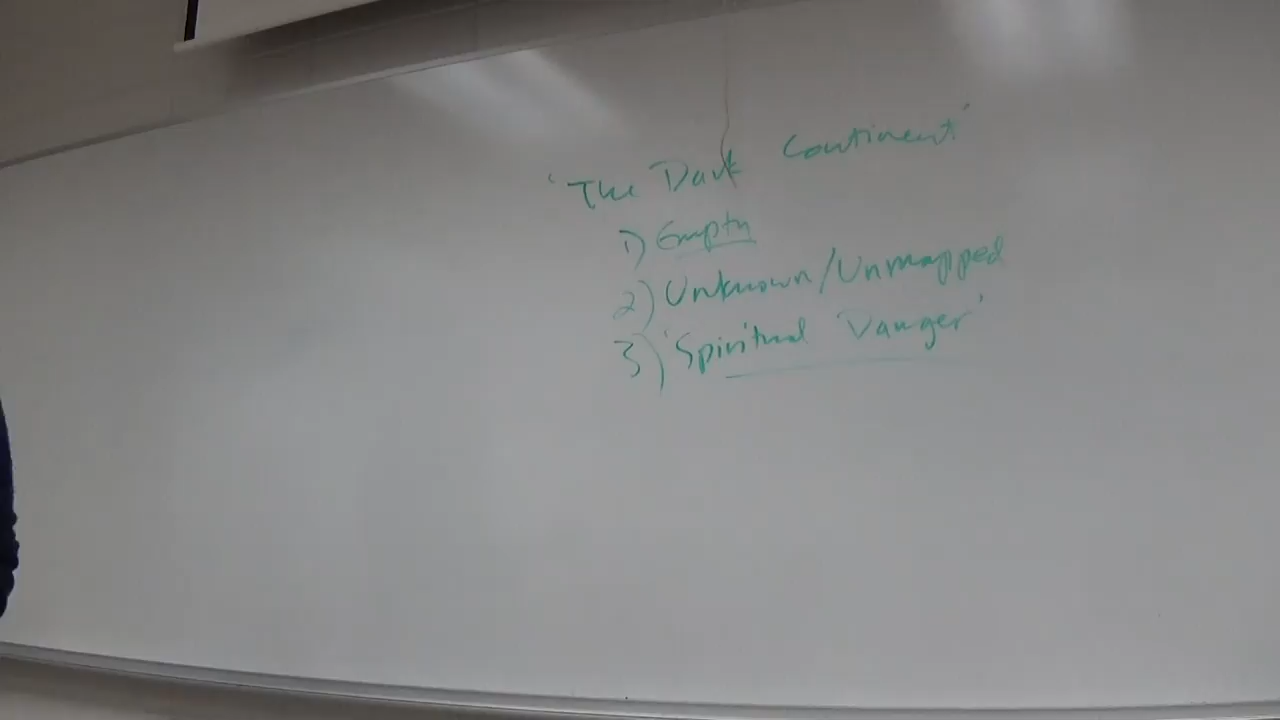 'The Dark Continent'
1) Empty
2) Unknown/Unmapped
3) 'Spiritual Danger'